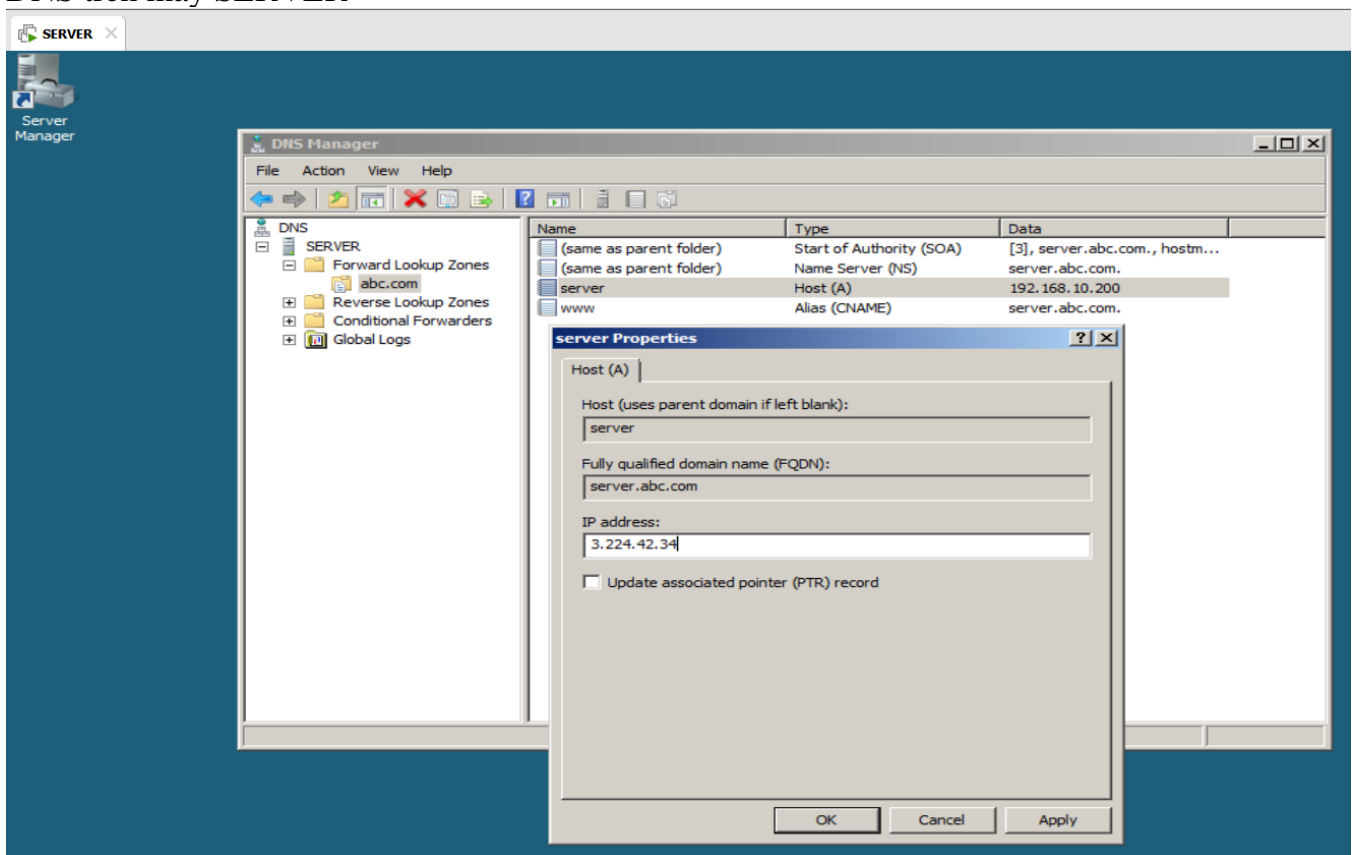 SERVER
Server
Manager
DNS Manager
File Action View Help
DNS
SERVER
Forward Lookup Zones
abc.com
Reverse Lookup Zones
Conditional Forwarders
Global Logs
Name Type Data
(same as parent folder) Start of Authority (SOA) [3], server.abc.com., hostm...
(same as parent folder) Name Server (NS) server.abc.com.
server Host (A) 192.168.10.200
www Alias (CNAME) server.abc.com.
server Properties
Host (A)
Host (uses parent domain if left blank):
server
Fully qualified domain name (FQDN):
server.abc.com
IP address:
3.224.42.34
Update associated pointer (PTR) record
OK Cancel Apply